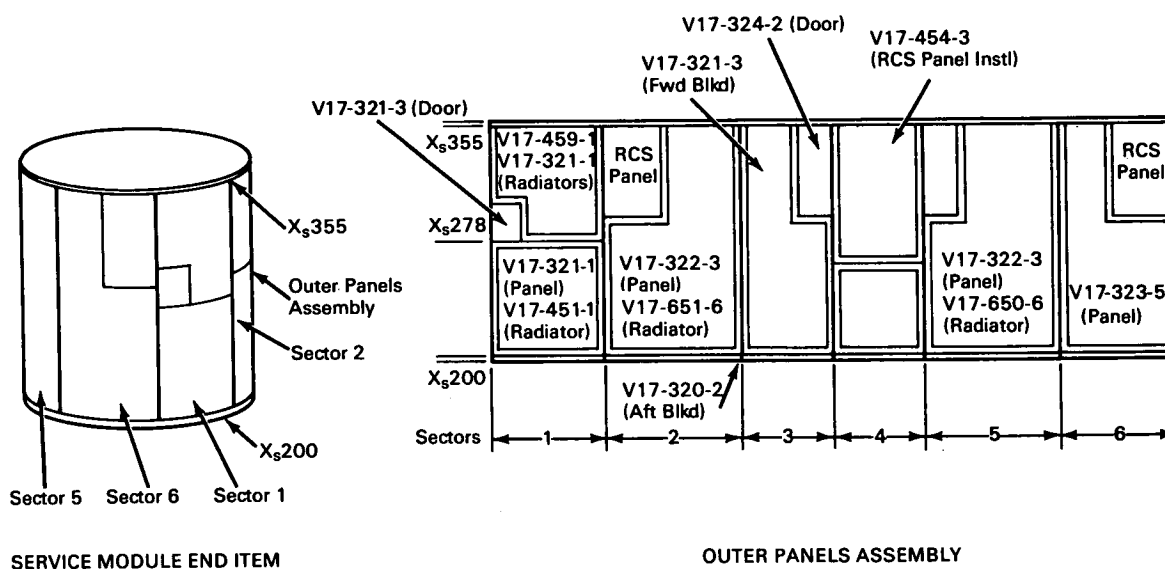 V17-324-2 (Door)
V17-454-3
(RCS Panel Instl)
V17-321-3
(Fwd Blkd)
V17-321-3 (Door)
Xs355
V17-459-1
V17-321-1
(Radiators)
RCS
Panel
RCS
Panel
Xs278
Xs355
Xs278
V17-321-1
(Panel)
V17-451-1
(Radiator)
V17-322-3
(Panel)
V17-651-6
(Radiator)
V17-322-3
(Panel)
V17-650-6
(Radiator)
V17-323-5
(Panel)
Outer Panels
Assembly
Sector 2
Xs200
V17-320-2
(Aft Blkd)
Sectors
1
2
3
4
5
6
Xs200
Sector 5
Sector 6
Sector 1
SERVICE MODULE END ITEM
OUTER PANELS ASSEMBLY